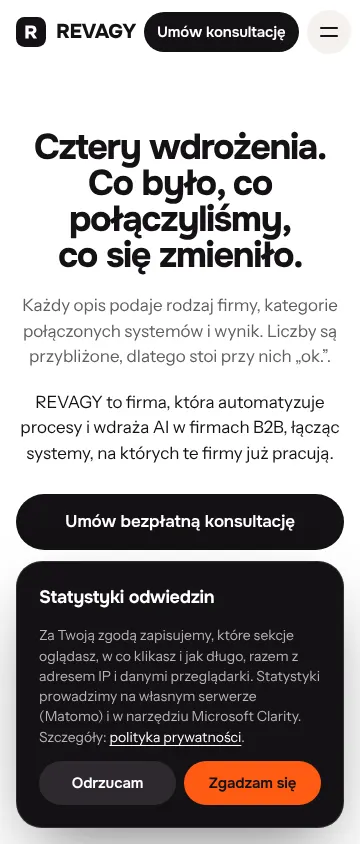 R REVAGY Umów konsultację
Cztery wdrożenia.
Co było, co
połączyliśmy,
co się zmieniło.
Każdy opis podaje rodzaj firmy, kategorie
połączonych systemów i wynik. Liczby są
przybliżone, dlatego stoi przy nich „ok.”.
REVAGY to firma, która automatyzuje
procesy i wdraża AI w firmach B2B, łącząc
systemy, na których te firmy już pracują.
Umów bezpłatną konsultację
Statystyki odwiedzin
Za Twoją zgodą zapisujemy, które sekcje
oglądasz, w co klikasz i jak długo, razem z
adresem IP i danymi przeglądarki. Statystyki
prowadzimy na własnym serwerze
(Matomo) i w narzędziu Microsoft Clarity.
Szczegóły: polityka prywatności.
Odrzucam Zgadzam się